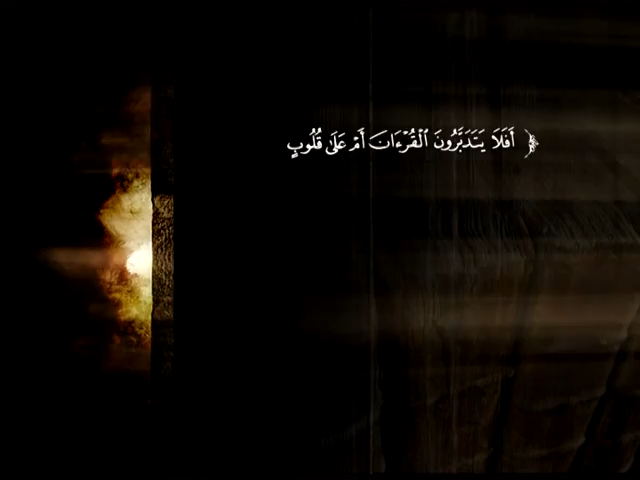 ﴿ أَفَلَا يَتَدَبَّرُونَ ٱلْقُرْءَانَ أَمْ عَلَىٰ قُلُوبٍ